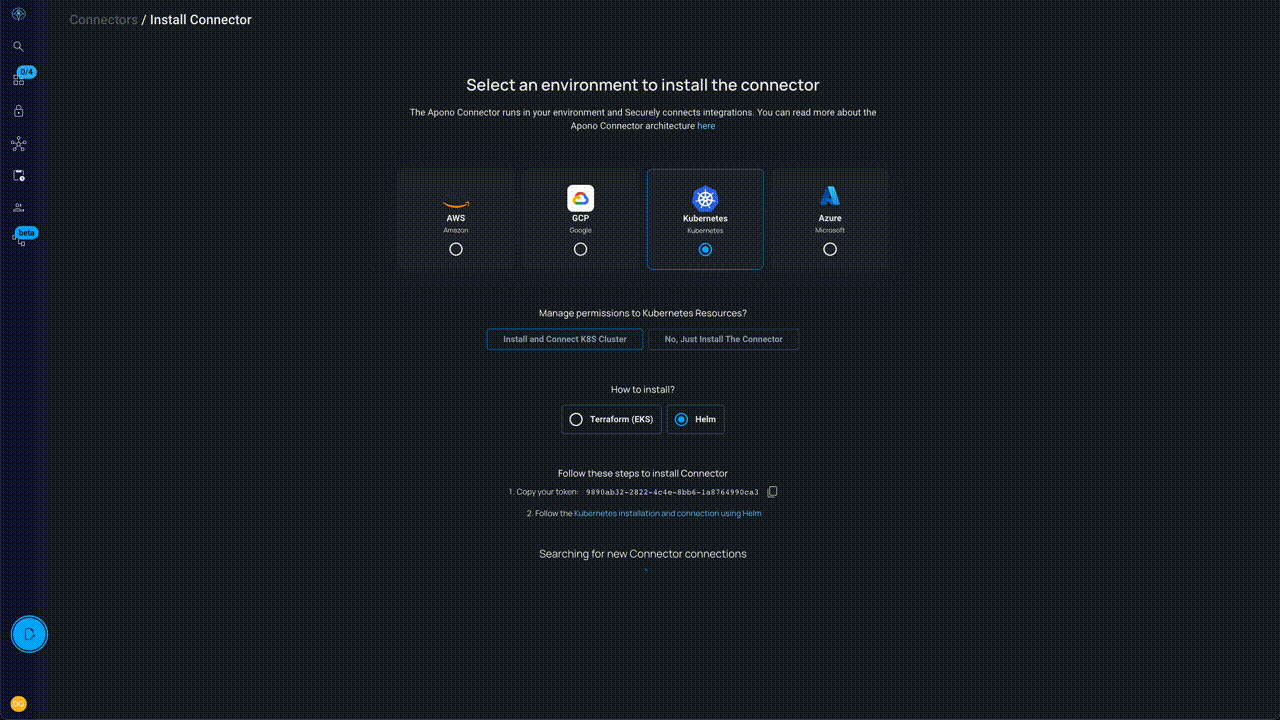 Connectors / Install Connector
0/4
beta
Select an environment to install the connector
The Apono Connector runs in your environment and Securely connects integrations. You can read more about the
Apono Connector architecture here
AWS
Amazon
GCP
Google
Kubernetes
Kubernetes
Azure
Microsoft
Manage permissions to Kubernetes Resources?
Install and Connect K8S Cluster
No, Just Install The Connector
How to install?
Terraform (EKS)
Helm
Follow these steps to install Connector
1. Copy your token: 9890ab32-2822-4c4e-8bb6-1a8764990ca3
2. Follow the Kubernetes installation and connection using Helm
Searching for new Connector connections